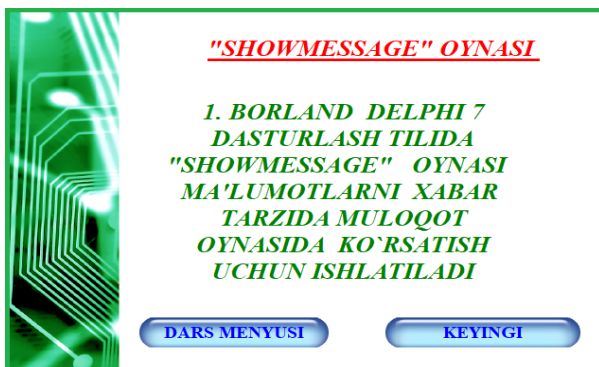 "SHOWMESSAGE" OYNASI
1. BORLAND DELPHI 7
DASTURLASH TILIDA
"SHOWMESSAGE" OYNASI
MA'LUMOTLARNI XABAR
TARZIDA MULOQOT
OYNASIDA KO`RSATISH
UCHUN ISHLATILADI
DARS MENYUSI
KEYINGI